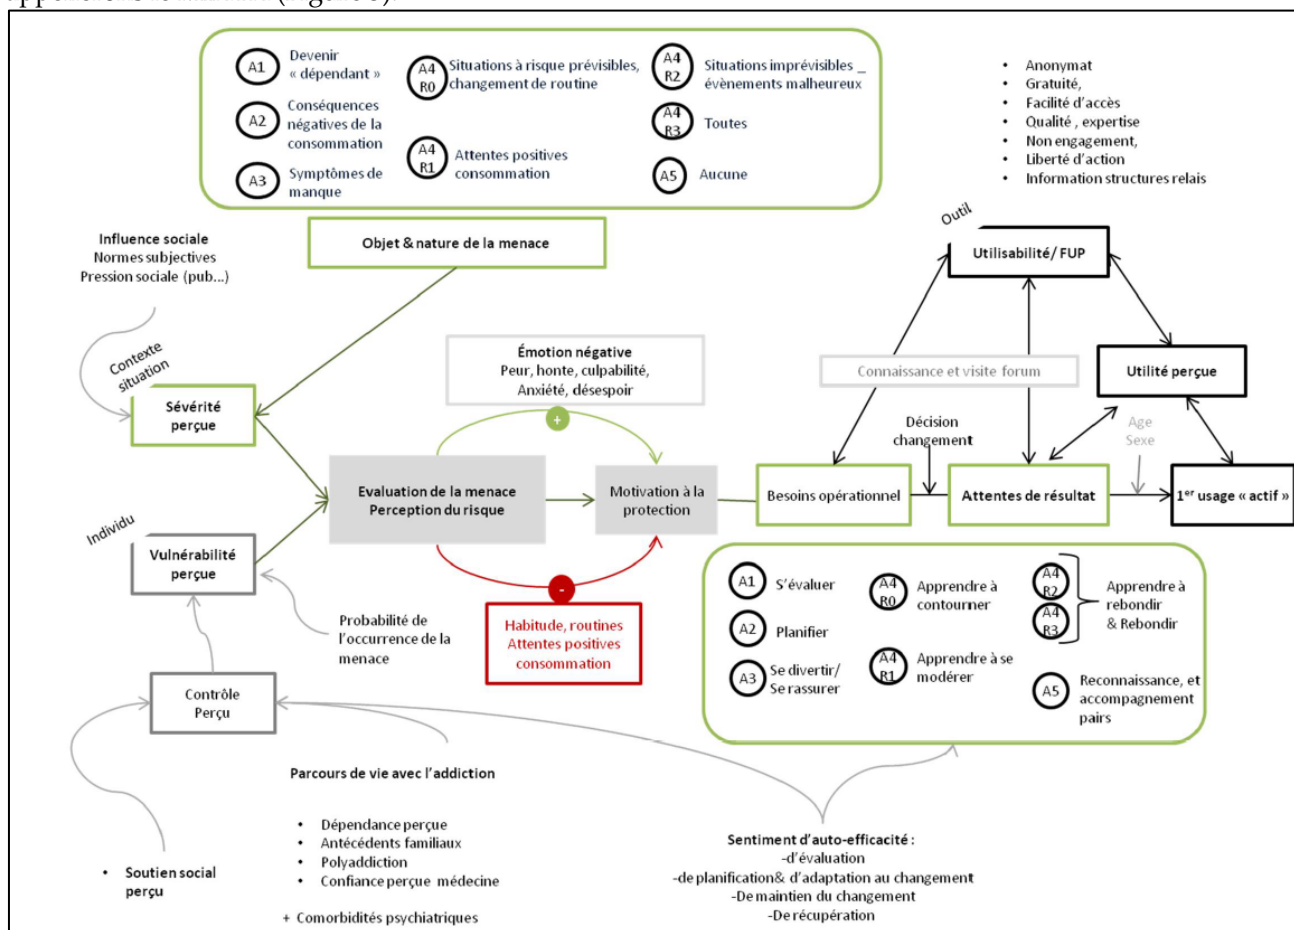 (Figure 3).
A1
Devenir
« dépendant »
A2
Conséquences
négatives de la
consommation
A3
Symptômes de
manque
A4
R0
Situations à risque prévisibles,
changement de routine
A4
R1
Attentes positives
consommation
A4
R2
Situations imprévisibles _
évènements malheureux
A4
R3
Toutes
A5
Aucune
• Anonymat
• Gratuité,
• Facilité d'accès
• Qualité , expertise
• Non engagement,
• Liberté d'action
• Information structures relais
Influence sociale
Normes subjectives
Pression sociale (pub...)
Objet & nature de la menace
Outil
Utilisabilité/ FUP
Contexte
situation
Émotion négative
Peur, honte, culpabilité,
Anxiété, désespoir
+
Connaissance et visite forum
Utilité perçue
Sévérité
perçue
Décision
changement
Age
Sexe
Evaluation de la menace
Perception du risque
Motivation à la
protection
Besoins opérationnel
Attentes de résultat
1er usage « actif »
Individu
Vulnérabilité
perçue
-
Habitude, routines
Attentes positives
consommation
Probabilité de
l'occurrence de la
menace
A1
S'évaluer
A2
Planifier
A3
Se divertir/
Se rassurer
A4
R0
Apprendre à
contourner
A4
R1
Apprendre à se
modérer
A4
R2
A4
R3
Apprendre à
rebondir
& Rebondir
A5
Reconnaissance, et
accompagnement
pairs
Contrôle
Perçu
Parcours de vie avec l'addiction
• Dépendance perçue
• Antécédents familiaux
• Polyaddiction
• Confiance perçue médecine
+ Comorbidités psychiatriques
• Soutien social
perçu
Sentiment d'auto-efficacité :
-d'évaluation
-de planification& d'adaptation au changement
-De maintien du changement
-De récupération